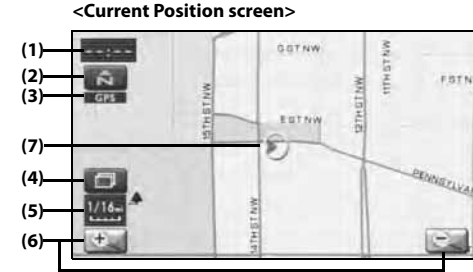 <Current Position screen>
(1)
--:--
(2)
(3)
GPS
(4)
(5)
1/16mi
(6)
(7)
G ST NW
F ST N
E ST NW
15TH ST NW
14TH ST NW
12TH ST NW
11TH ST NW
PENNSYLVA